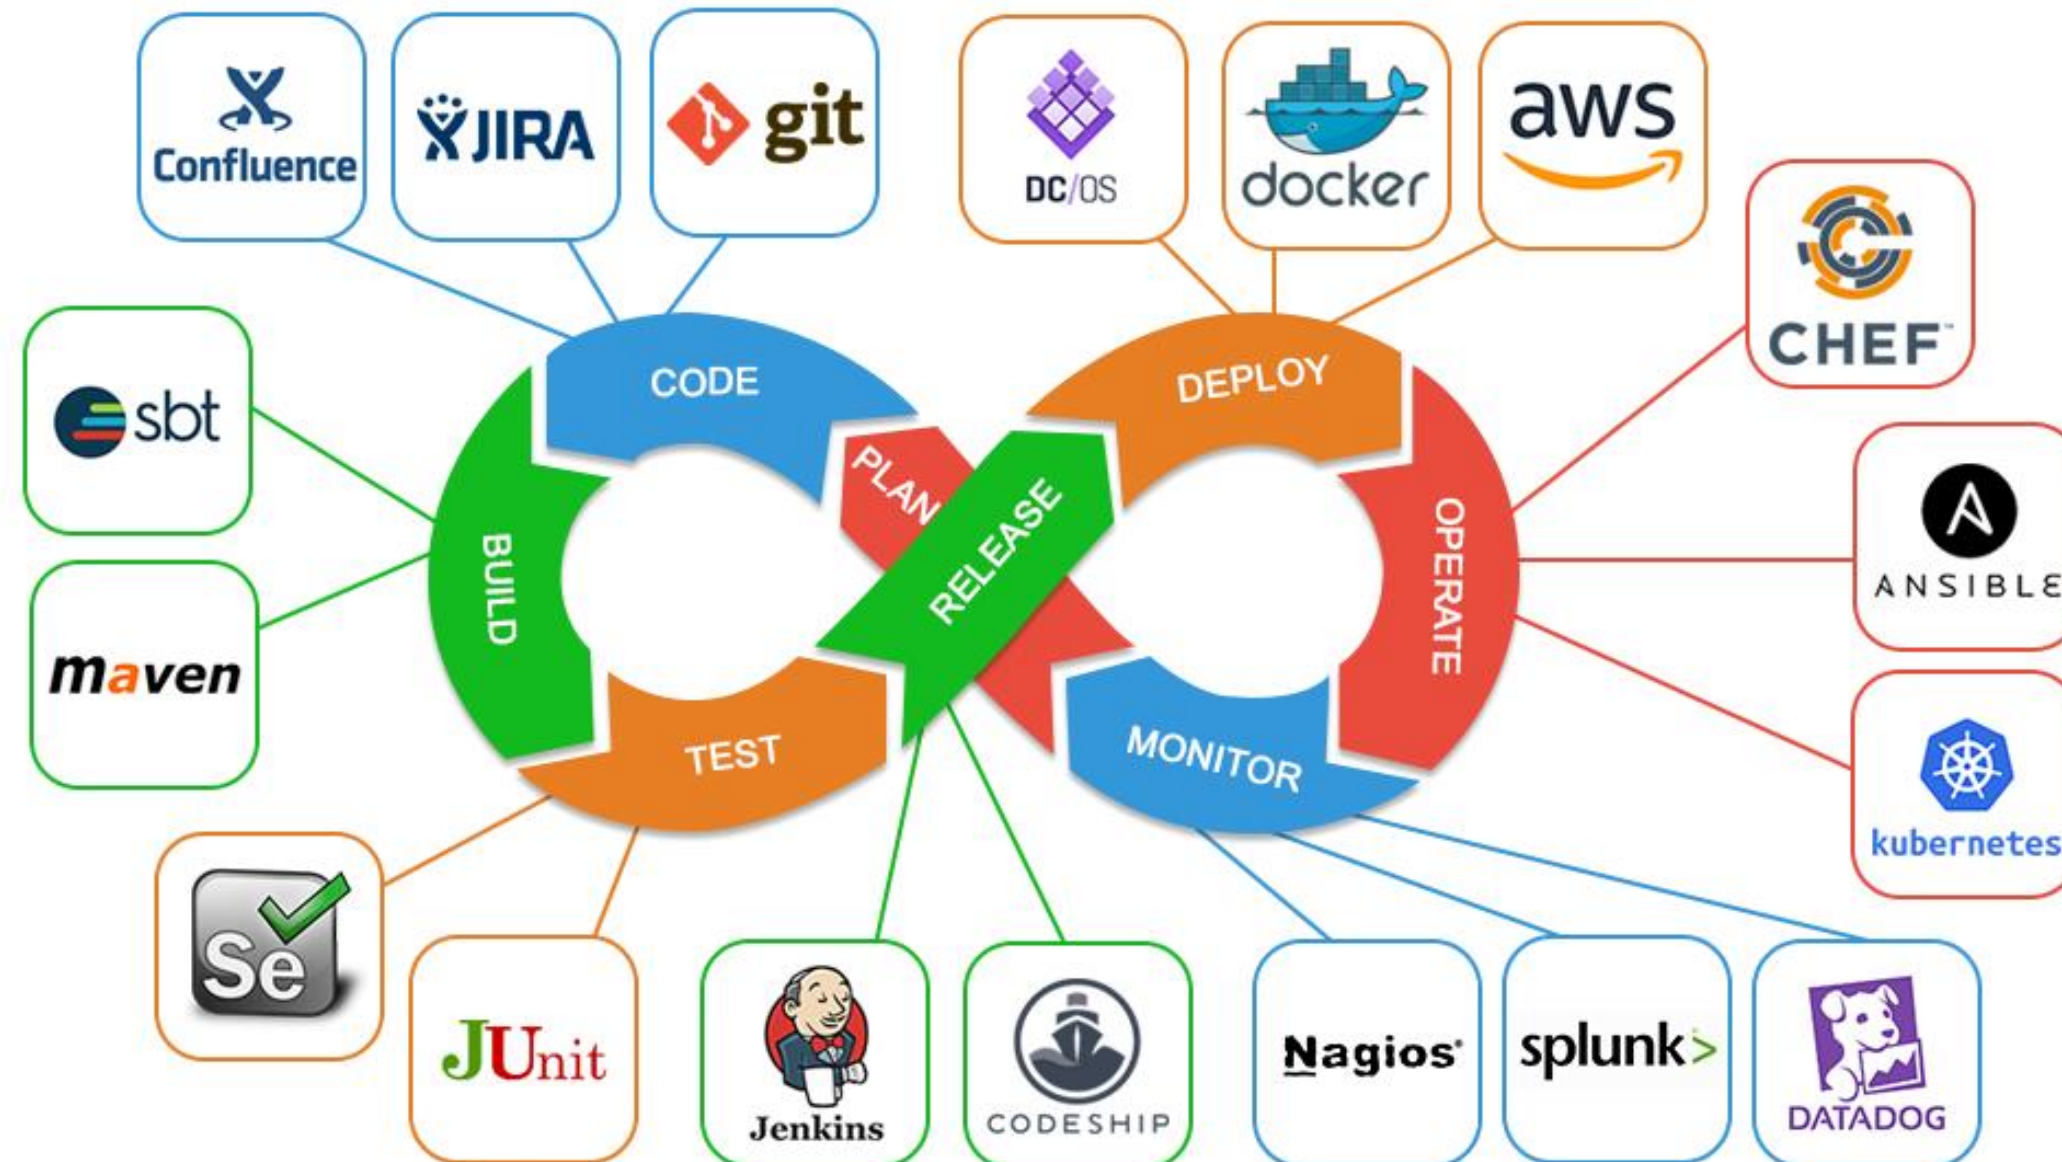 Confluence
JIRA
git
DC/OS
docker
aws
CHEF™
sbt
CODE
DEPLOY
PLAN
RELEASE
BUILD
OPERATE
ANSIBLE
maven
TEST
MONITOR
kubernetes
Se
JUnit
Jenkins
CODESHIP
Nagios®
splunk>
DATADOG